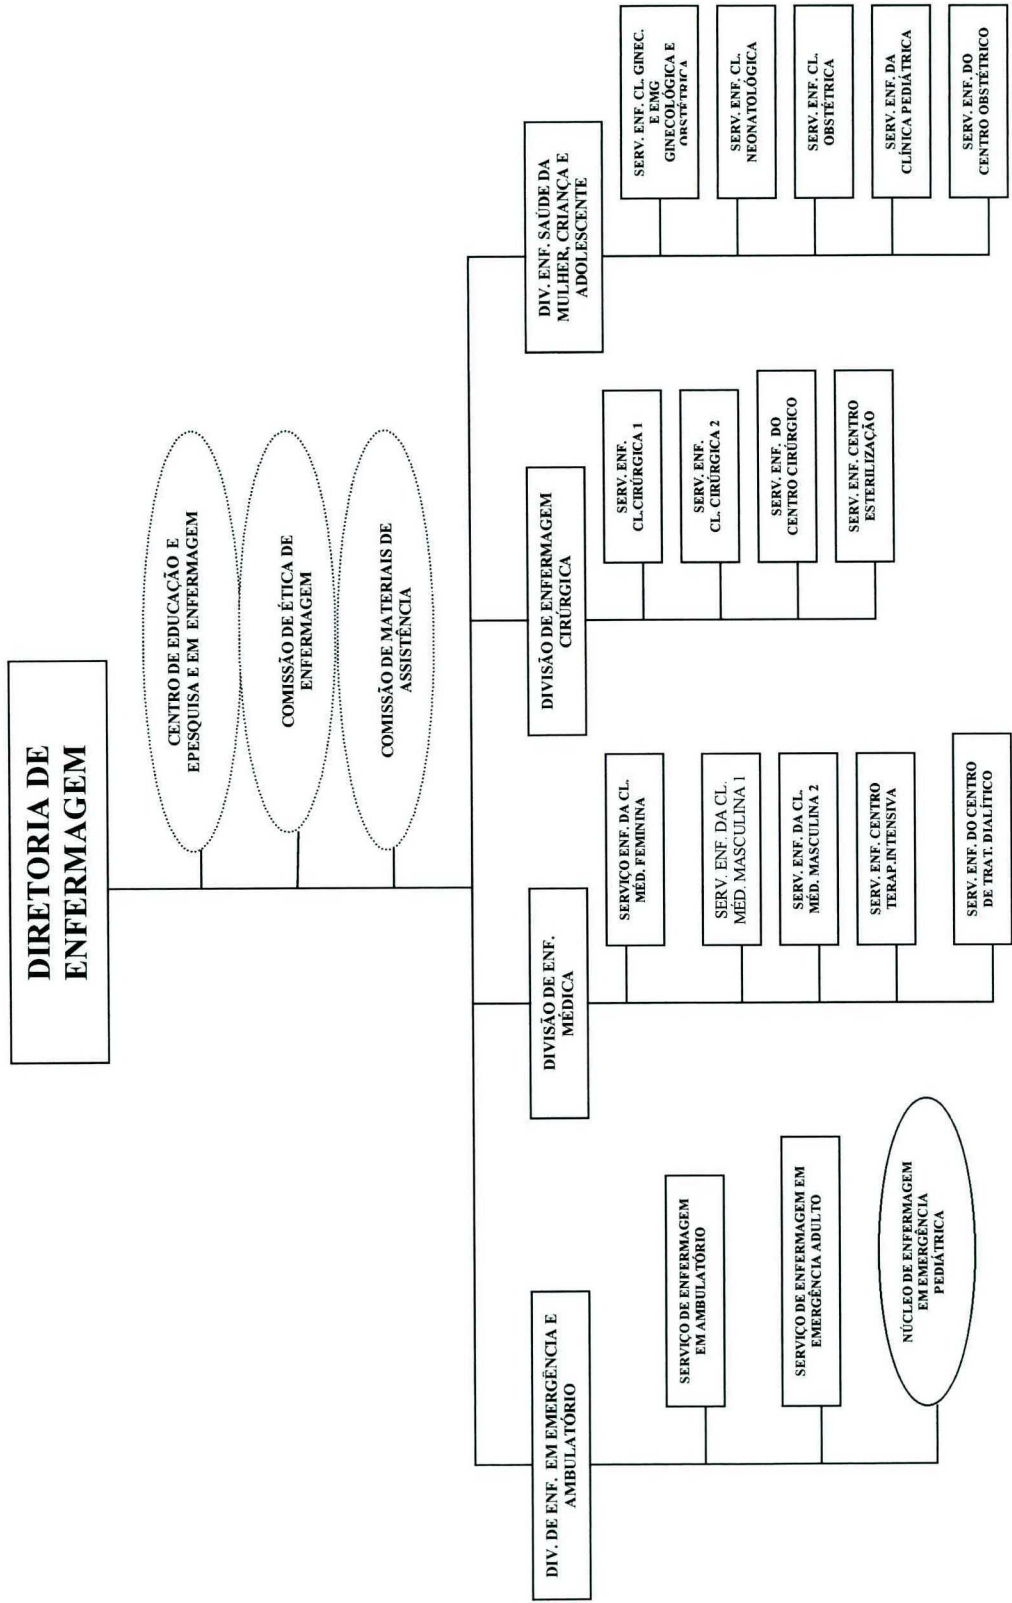 DIRETORIA DE
ENFERMAGEM
CENTRO DE EDUCAÇÃO E
EPESQUISA E EM ENFERMAGEM
COMISSÃO DE ÉTICA DE
ENFERMAGEM
COMISSÃO DE MATERIAIS DE
ASSISTÊNCIA
DIV. DE ENF. EM EMERGÊNCIA E
AMBULATÓRIO
SERVIÇO DE ENFERMAGEM
EM AMBULATÓRIO
SERVIÇO DE ENFERMAGEM EM
EMERGÊNCIA ADULTO
NÚCLEO DE ENFERMAGEM
EM EMERGÊNCIA
PEDIÁTRICA
DIVISÃO DE ENF.
MÉDICA
SERVIÇO ENF. DA CL.
MÉD. FEMININA
SERV. ENF. DA CL.
MÉD. MASCULINA 1
SERV. ENF. DA CL.
MÉD. MASCULINA 2
SERV. ENF. CENTRO
TERAP.INTENSIVA
SERV. ENF. DO CENTRO
DE TRAT. DIALÍTICO
DIVISÃO DE ENFERMAGEM
CIRÚRGICA
SERV. ENF.
CL.CIRÚRGICA 1
SERV. ENF.
CL. CIRÚRGICA 2
SERV. ENF. DO
CENTRO CIRÚRGICO
SERV. ENF. CENTRO
ESTERILIZAÇÃO
DIV. ENF. SAÚDE DA
MULHER, CRIANÇA E
ADOLESCENTE
SERV. ENF. CL. GINEC.
E EMG
GINECOLÓGICA E
OBSTÉTRICA
SERV. ENF. CL.
NEONATOLÓGICA
SERV. ENF. CL.
OBSTÉTRICA
SERV. ENF. DA
CLÍNICA PEDIÁTRICA
SERV. ENF. DO
CENTRO OBSTÉTRICO